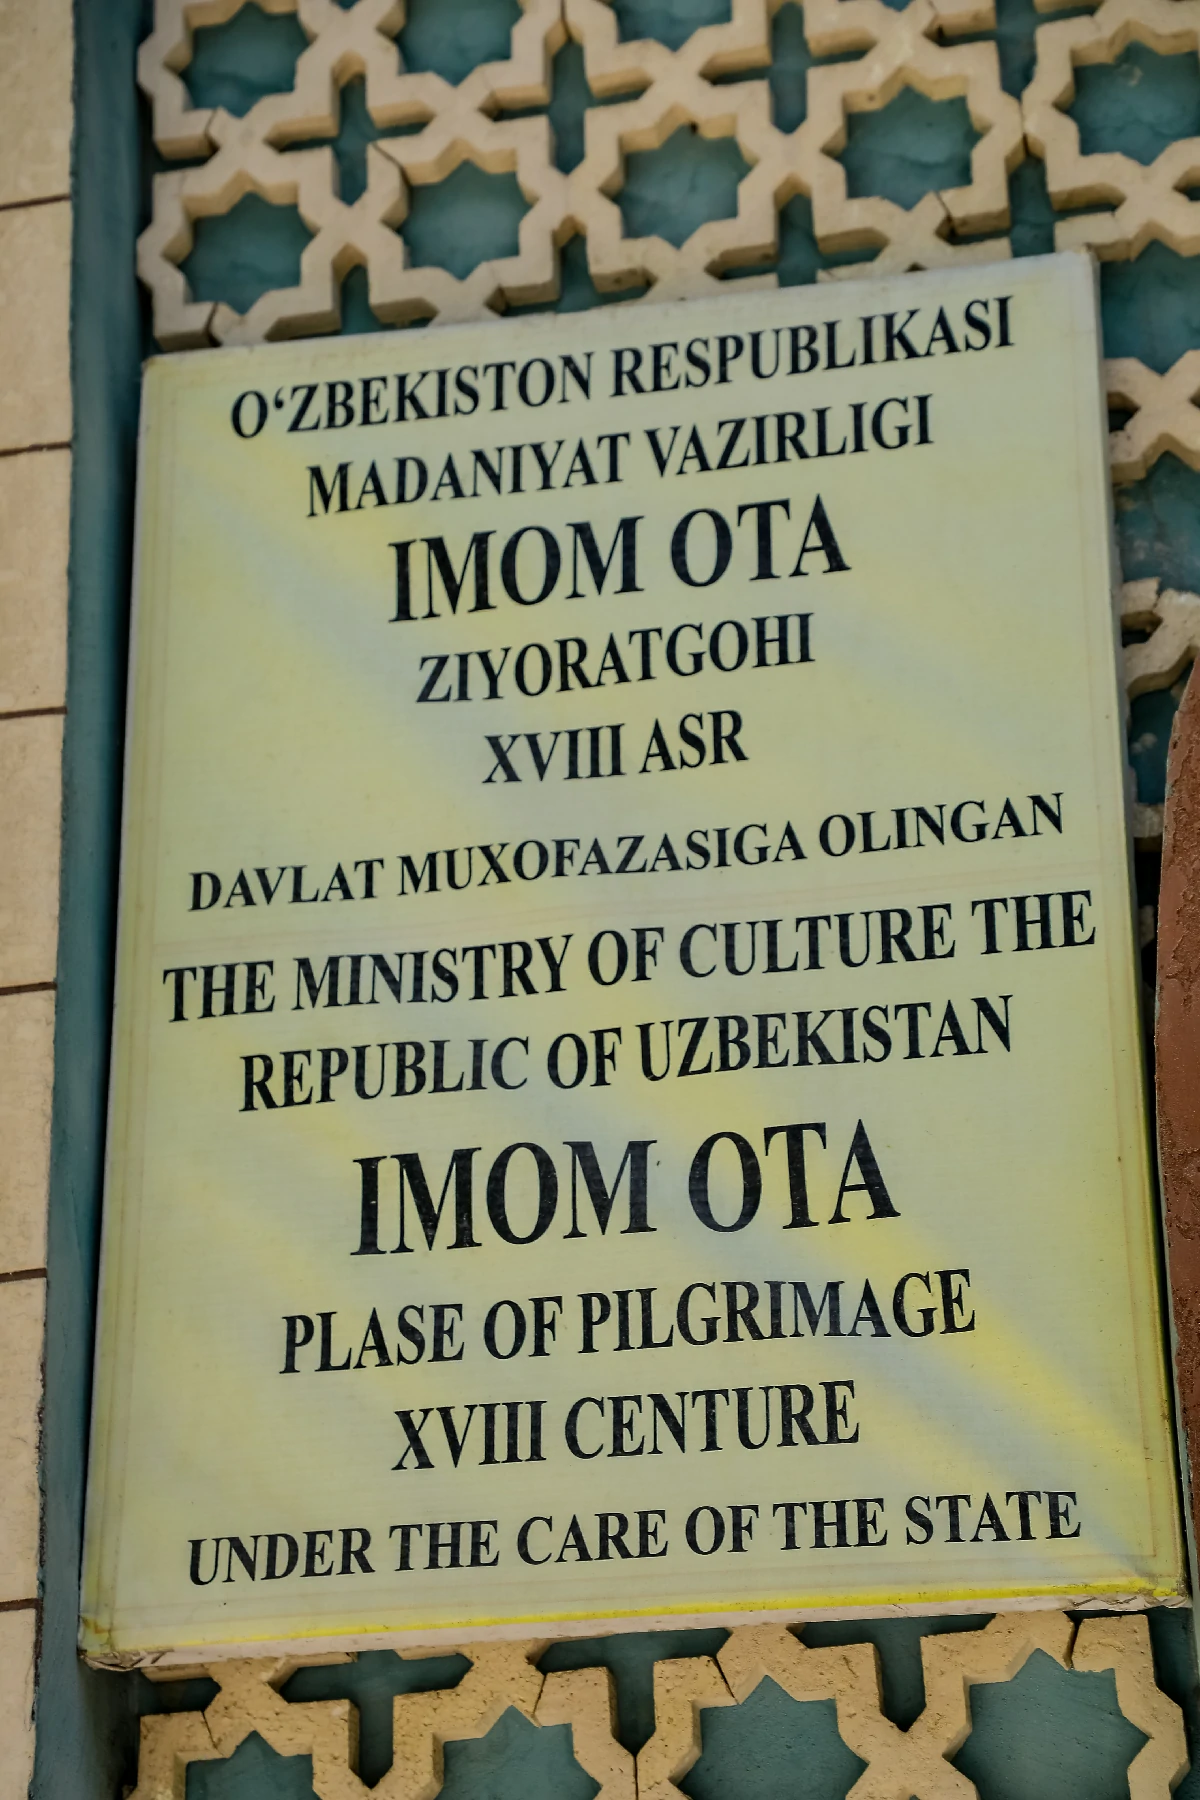 O‘ZBEKISTON RESPUBLIKASI
MADANIYAT VAZIRLIGI
IMOM OTA
ZIYORATGOHI
XVIII ASR
DAVLAT MUXOFAZASIGA OLINGAN
THE MINISTRY OF CULTURE THE
REPUBLIC OF UZBEKISTAN
IMOM OTA
PLASE OF PILGRIMAGE
XVIII CENTURE
UNDER THE CARE OF THE STATE